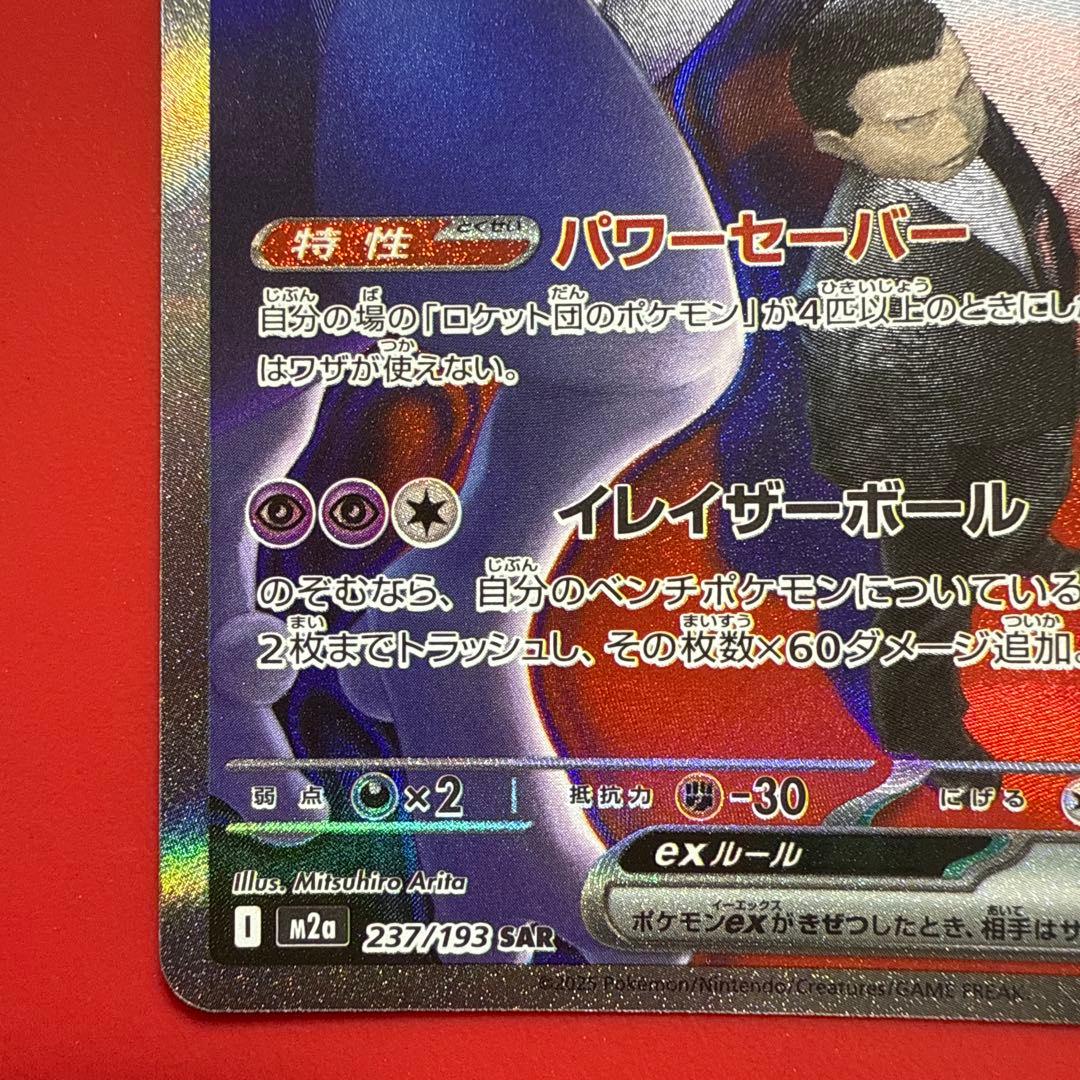 特性 とくせい パワーセーバー
じぶん ば だん ひきいじょう
自分の場の「ロケット団のポケモン」が4匹以上のときにし
つか
はワザが使えない。
イレイザーボール
じぶん
のぞむなら、自分のベンチポケモンについている
まい まいすう ついか
2枚までトラッシュし、その枚数×60ダメージ追加。
弱点 ×2 抵抗力 -30 にげる
exルール
イーエックス あいて
ポケモンexがきぜつしたとき、相手はサ
Illus. Mitsuhiro Arita
I M2a 237/193 SAR
©2025 Pokémon/Nintendo/Creatures/GAME FREAK.